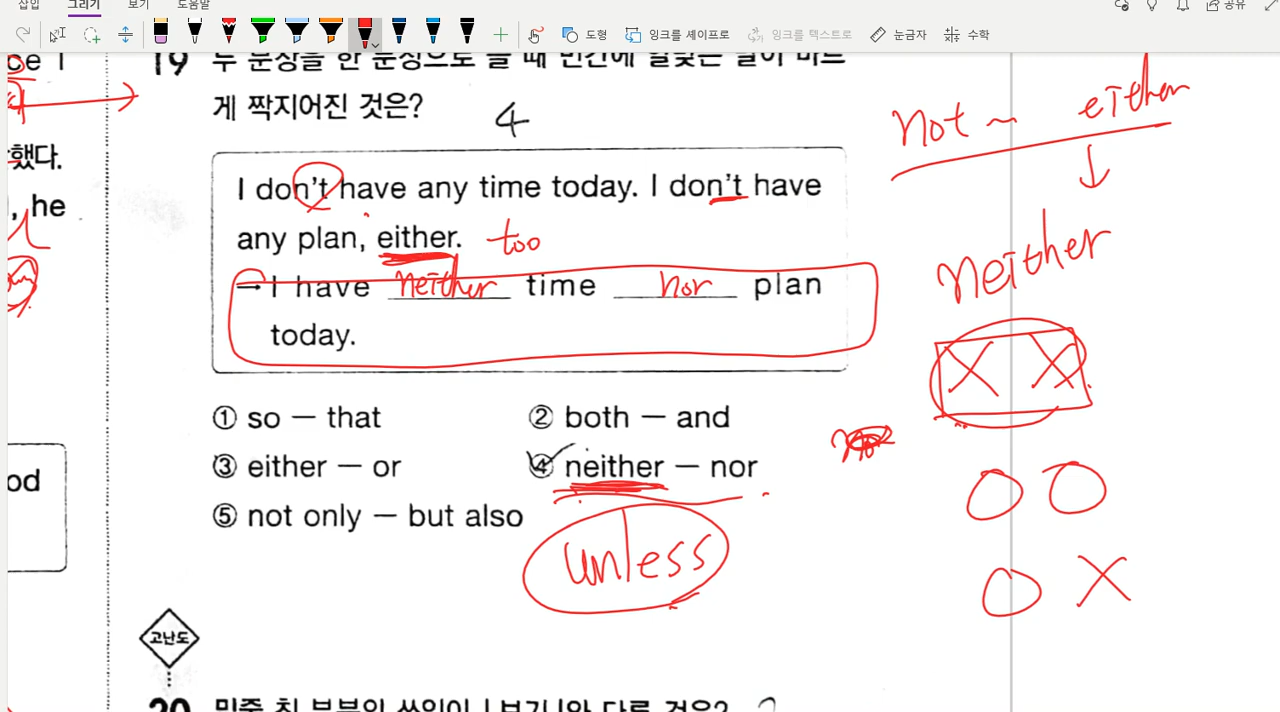 삽입 그리기 보기 도움말
공유
도형 잉크를 셰이프로 잉크를 텍스트로 눈금자 수학
ce I
했다.
, he
od
19 두 문장을 한 문장으로 쓸 때 빈칸에 알맞은 말이 바르
게 짝지어진 것은?
4
I don't have any time today. I don't have
any plan, either. too
→ I have neither time nor plan
today.
① so — that ② both — and
③ either — or ④ neither — nor
⑤ not only — but also
unless
not ~ either
↓
neither
X X
O O
O X
고난도
20 밑줄 친 부분의 쓰임이 보기와 다른 것은?